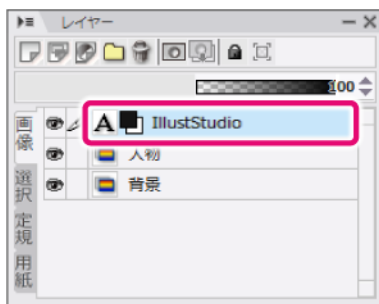 レイヤー
100
画像
A IllustStudio
人物
選択
背景
定規
用紙